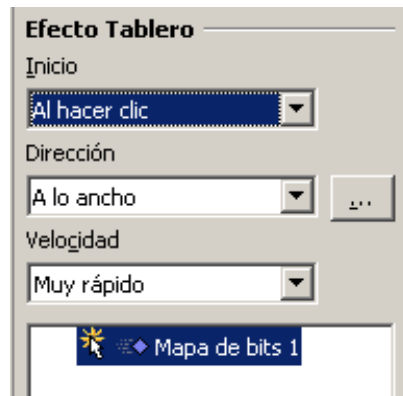 Efecto Tablero
Inicio
Al hacer clic
Dirección
A lo ancho
...
Velocidad
Muy rápido
Mapa de bits 1